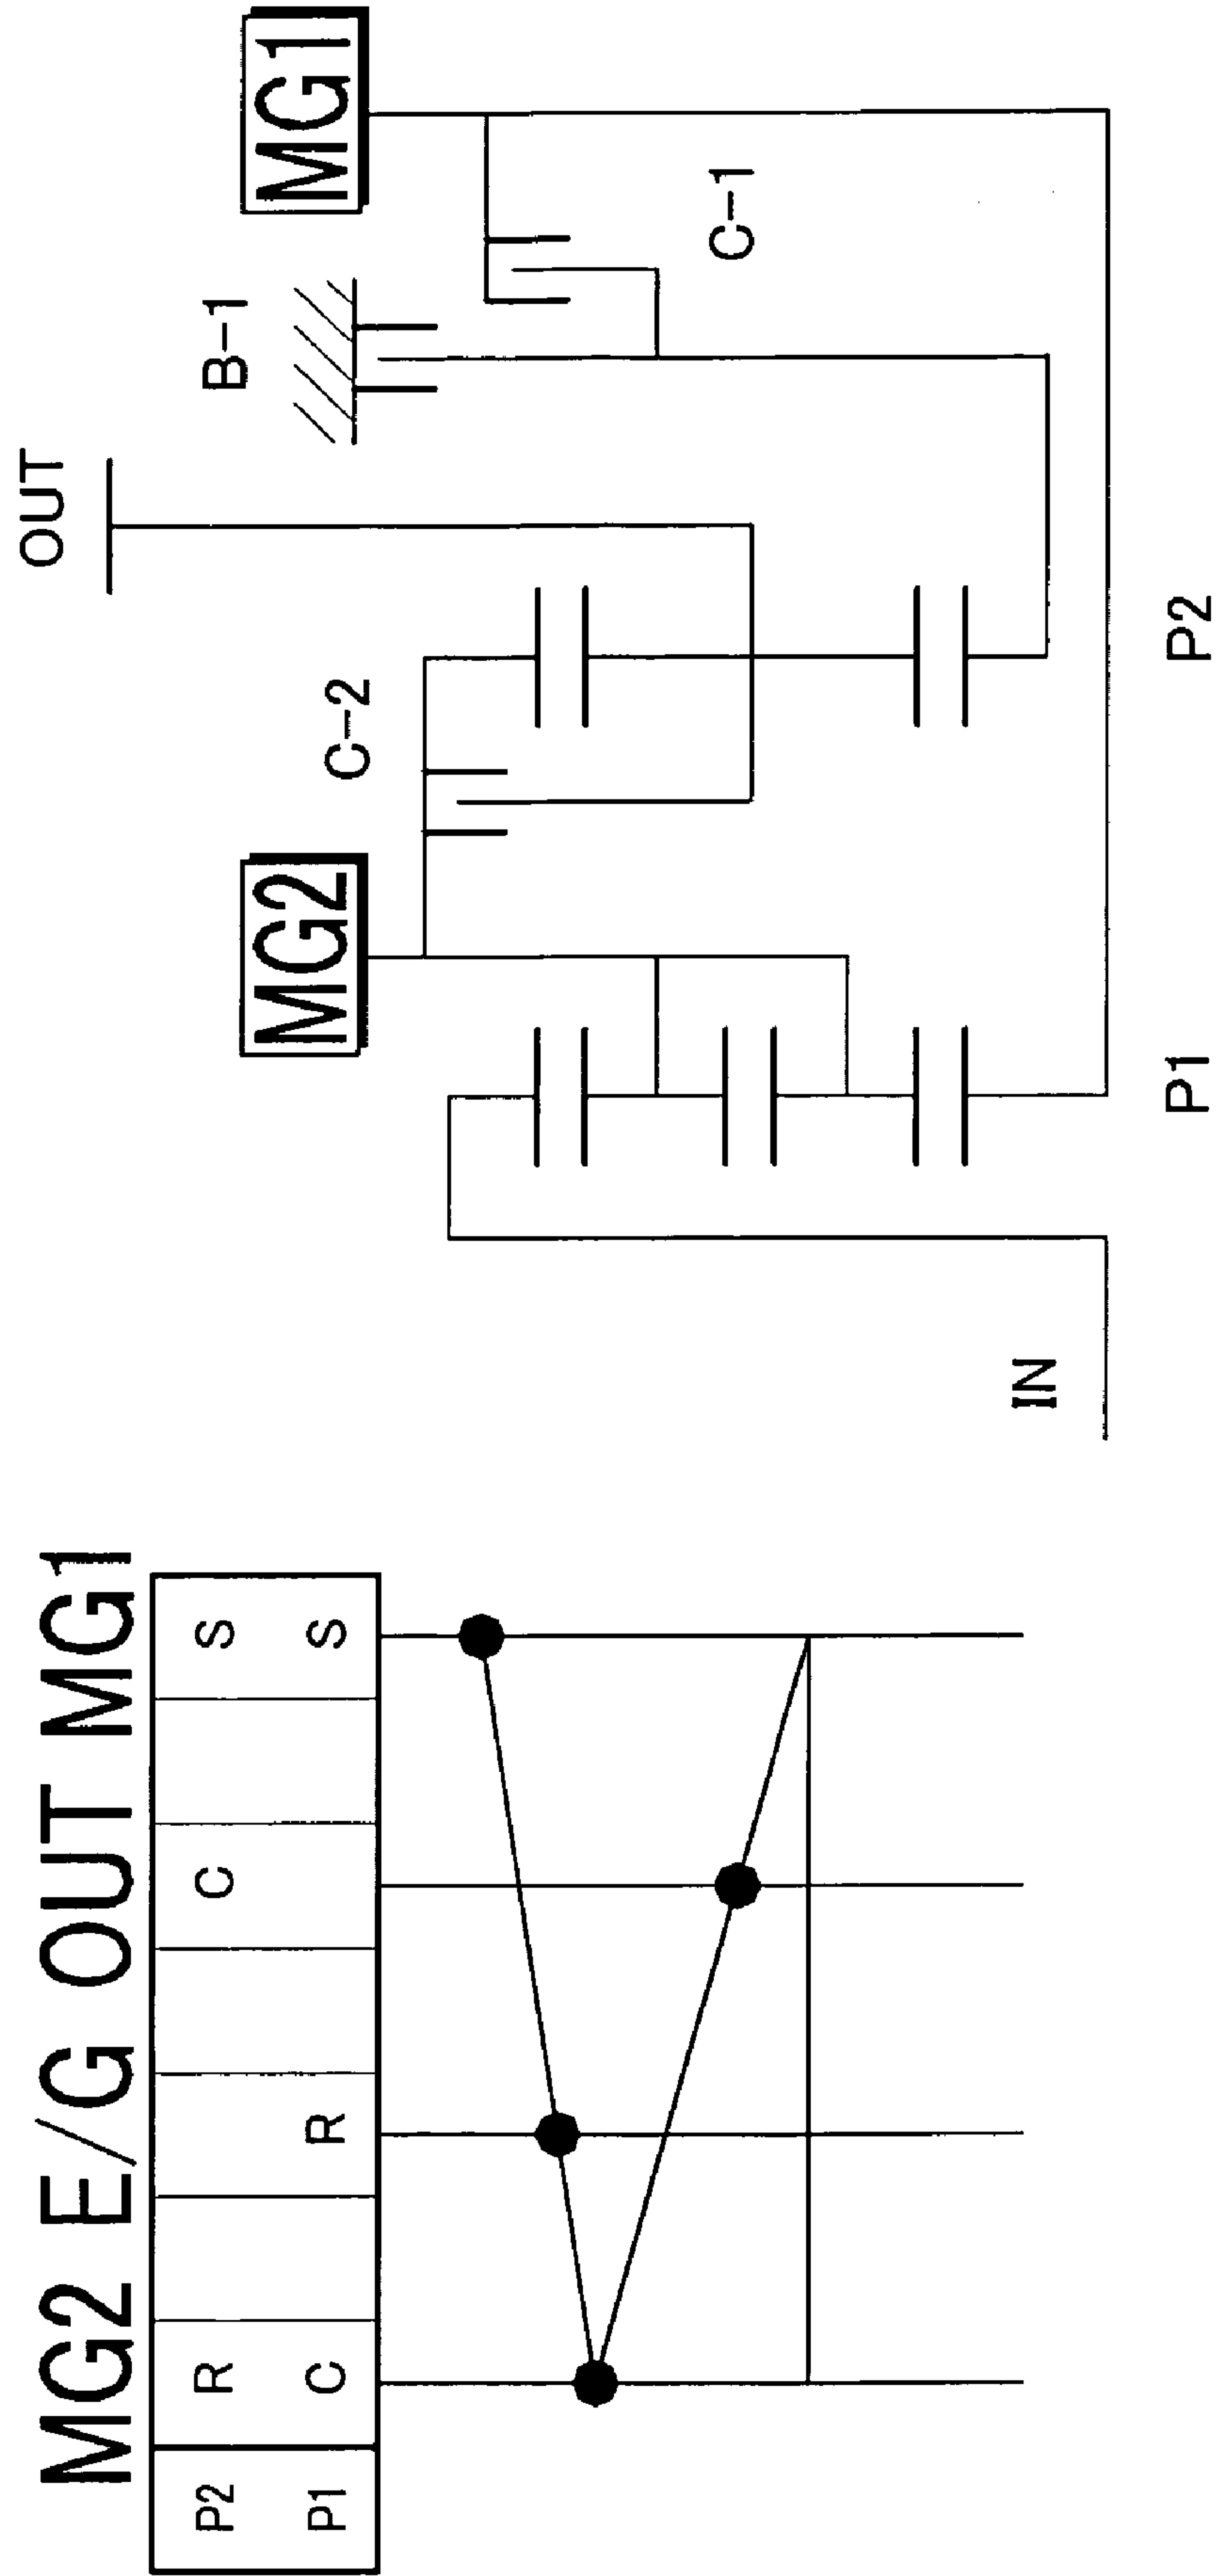 MG2 E/G OUT MG1
P2 R C S
P1 C R S
OUT
B-1
MG2
MG1
C-2
C-1
IN
P1
P2